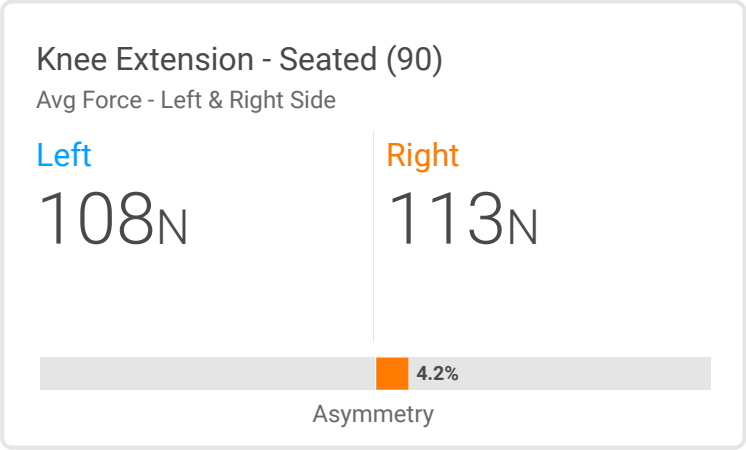 Knee Extension - Seated (90)
Avg Force - Left & Right Side
Left
108N
Right
113N
4.2%
Asymmetry